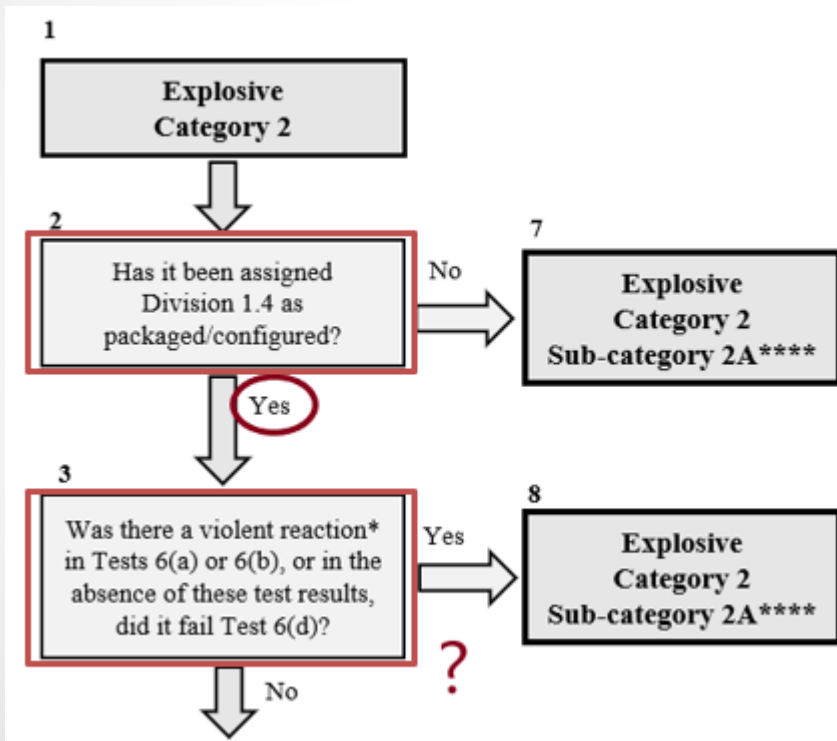 1
Explosive
Category 2
2
Has it been assigned
Division 1.4 as
packaged/configured?
No
7
Explosive
Category 2
Sub-category 2A****
Yes
3
Was there a violent reaction*
in Tests 6(a) or 6(b), or in the
absence of these test results,
did it fail Test 6(d)?
Yes
8
Explosive
Category 2
Sub-category 2A****
?
No